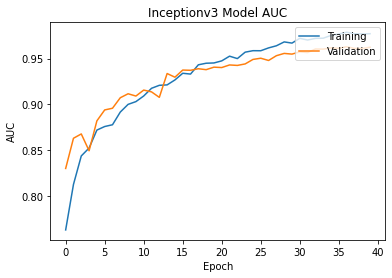 Inceptionv3 Model AUC
Training
Validation
AUC
0.95
0.90
0.85
0.80
0 5 10 15 20 25 30 35 40
Epoch